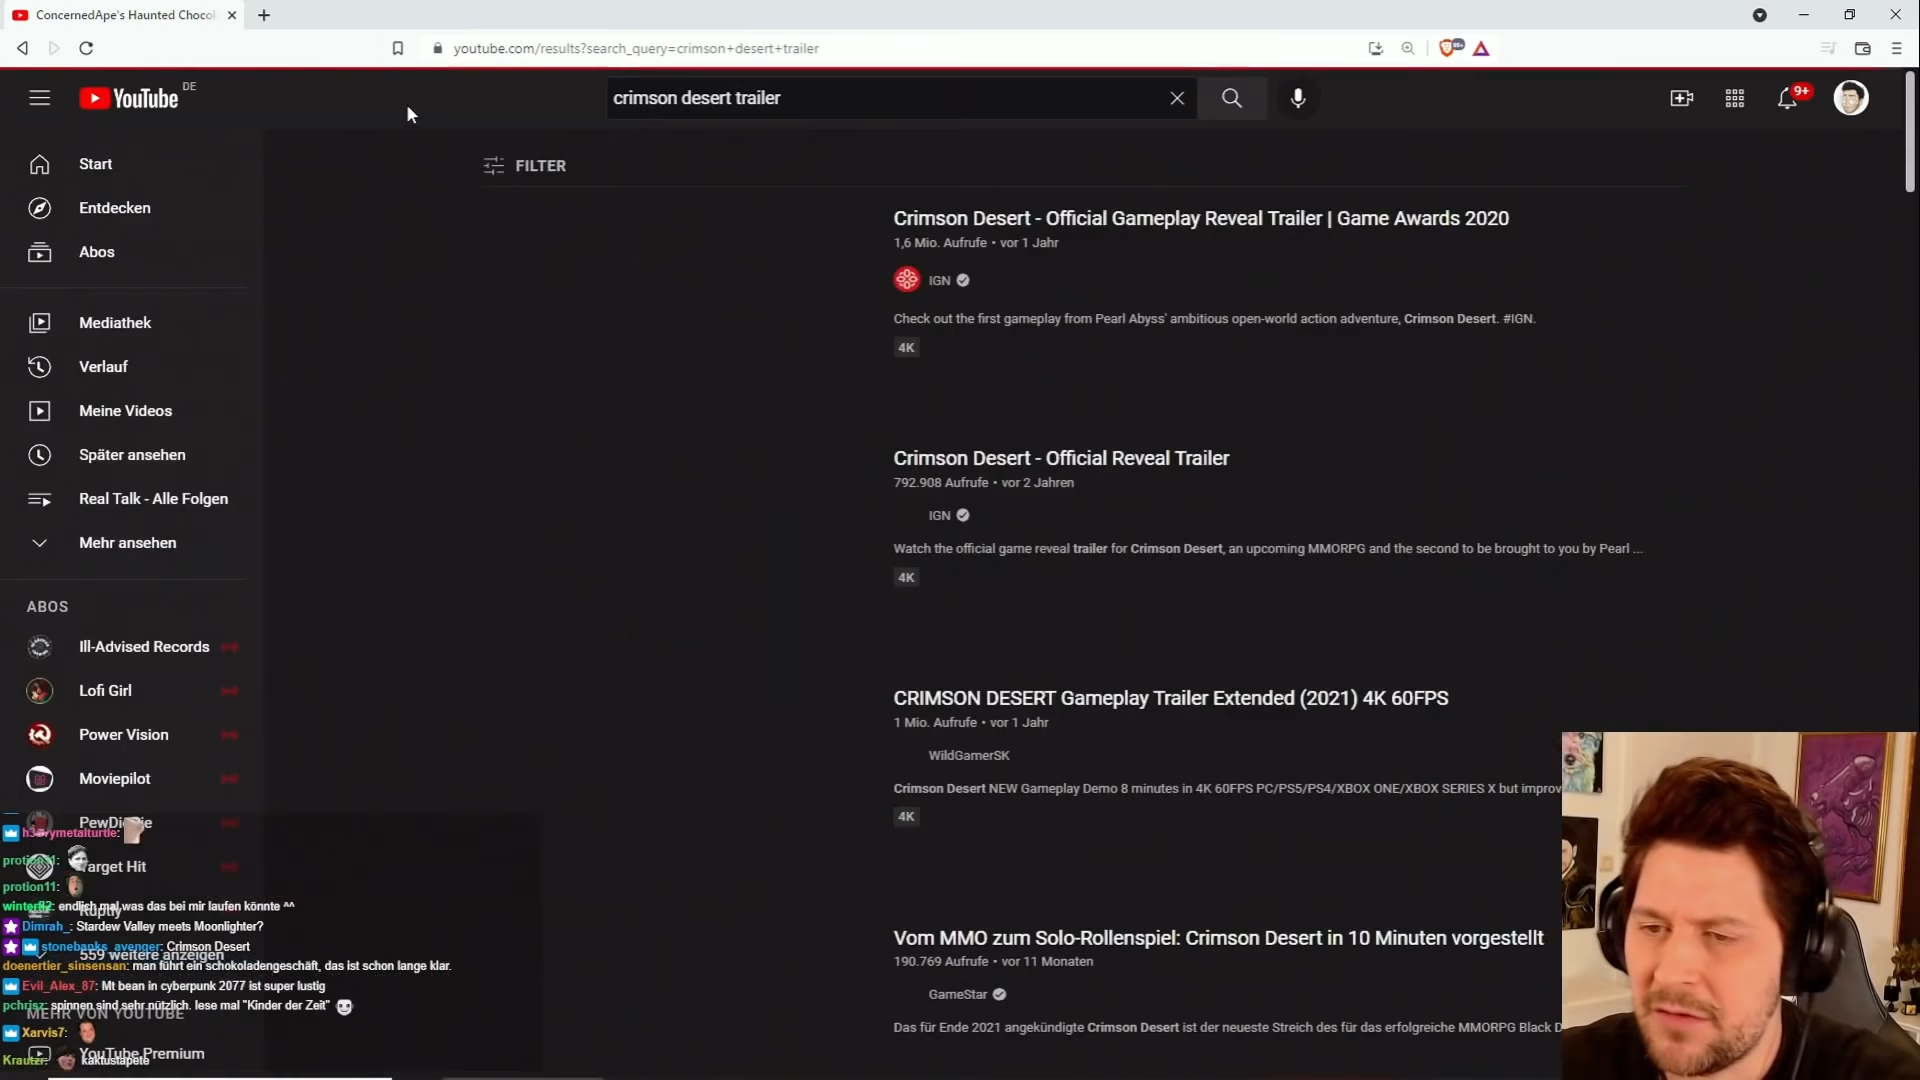 ConcernedApe's Haunted Chocol
youtube.com/results?search_query=crimson+desert+trailer
YouTube DE
crimson desert trailer
9+
Start
Entdecken
Abos
Mediathek
Verlauf
Meine Videos
Später ansehen
Real Talk - Alle Folgen
Mehr ansehen
ABOS
Ill-Advised Records
Lofi Girl
Power Vision
Moviepilot
Target Hit
Ruptly
559 weitere anzeigen
MEHR VON YOUTUBE
YouTube Premium
FILTER
Crimson Desert - Official Gameplay Reveal Trailer | Game Awards 2020
1,6 Mio. Aufrufe • vor 1 Jahr
IGN
Check out the first gameplay from Pearl Abyss' ambitious open-world action adventure, Crimson Desert. #IGN.
4K
Crimson Desert - Official Reveal Trailer
792.908 Aufrufe • vor 2 Jahren
IGN
Watch the official game reveal trailer for Crimson Desert, an upcoming MMORPG and the second to be brought to you by Pearl ...
4K
CRIMSON DESERT Gameplay Trailer Extended (2021) 4K 60FPS
1 Mio. Aufrufe • vor 1 Jahr
WildGamerSK
Crimson Desert NEW Gameplay Demo 8 minutes in 4K 60FPS PC/PS5/PS4/XBOX ONE/XBOX SERIES X but improv
4K
Vom MMO zum Solo-Rollenspiel: Crimson Desert in 10 Minuten vorgestellt
190.769 Aufrufe • vor 11 Monaten
GameStar
Das für Ende 2021 angekündigte Crimson Desert ist der neueste Streich des für das erfolgreiche MMORPG Black D
protion11:
endlich mal was das bei mir laufen könnte ^^
Dimrah_: Stardew Valley meets Moonlighter?
stonebanks_avenger: Crimson Desert
doenertier_sinsensan: man führt ein schokoladengeschäft, das ist schon lange klar.
Evil_Alex_87: Mt bean in cyberpunk 2077 ist super lustig
pchrisz: spinnen sind sehr nützlich. lese mal "Kinder der Zeit"
Xarvis7:
Krautzr: kaktustapete